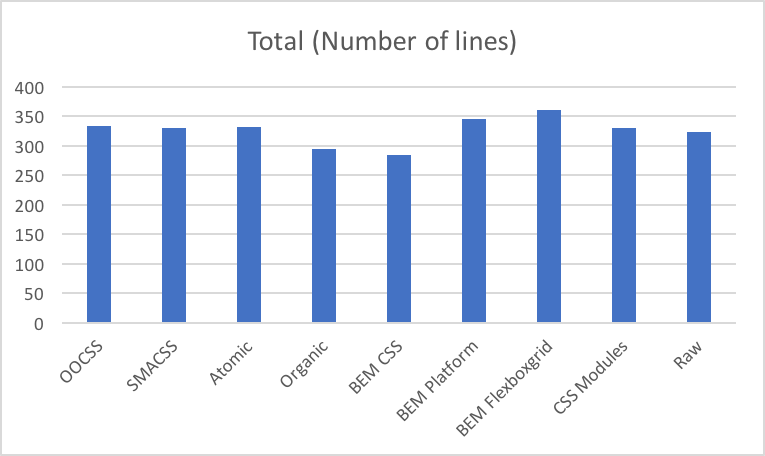 Total (Number of lines)
400
350
300
250
200
150
100
50
0
OOCSS
SMACSS
Atomic
Organic
BEM CSS
BEM Platform
BEM Flexboxgrid
CSS Modules
Raw